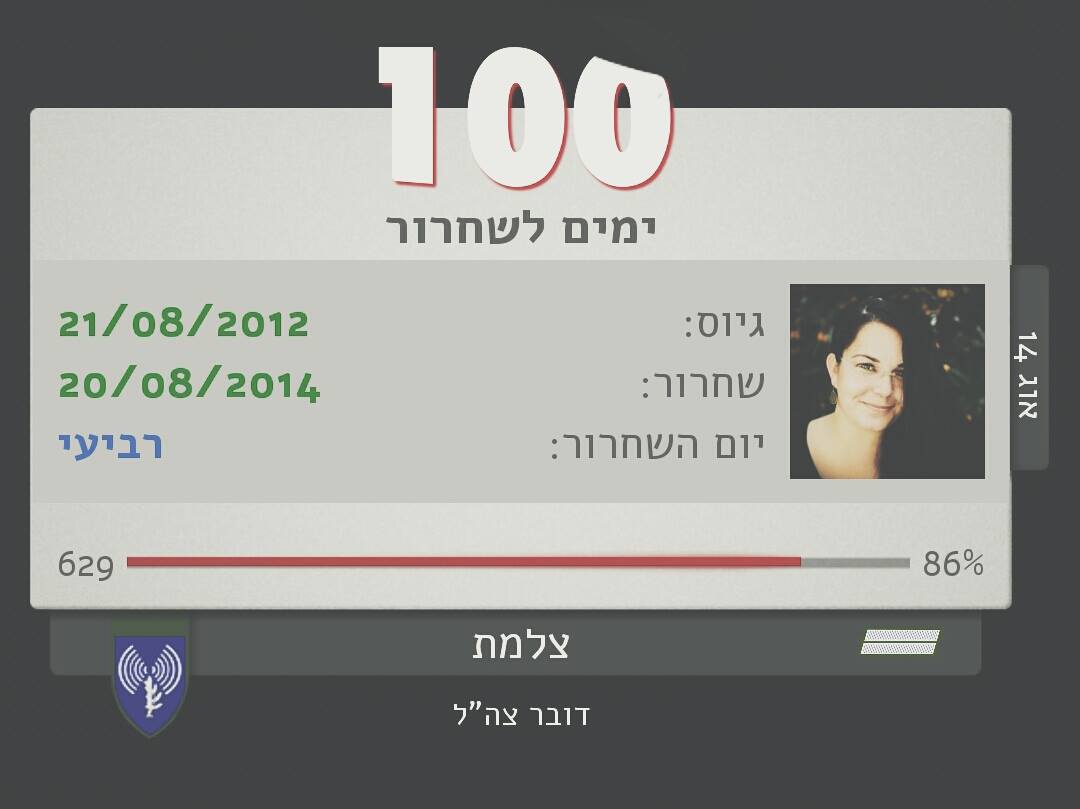 100
ימים לשחרור
גיוס: 21/08/2012
שחרור: 20/08/2014
יום השחרור: רביעי
אוג 14
629 86%
צלמת
דובר צה"ל